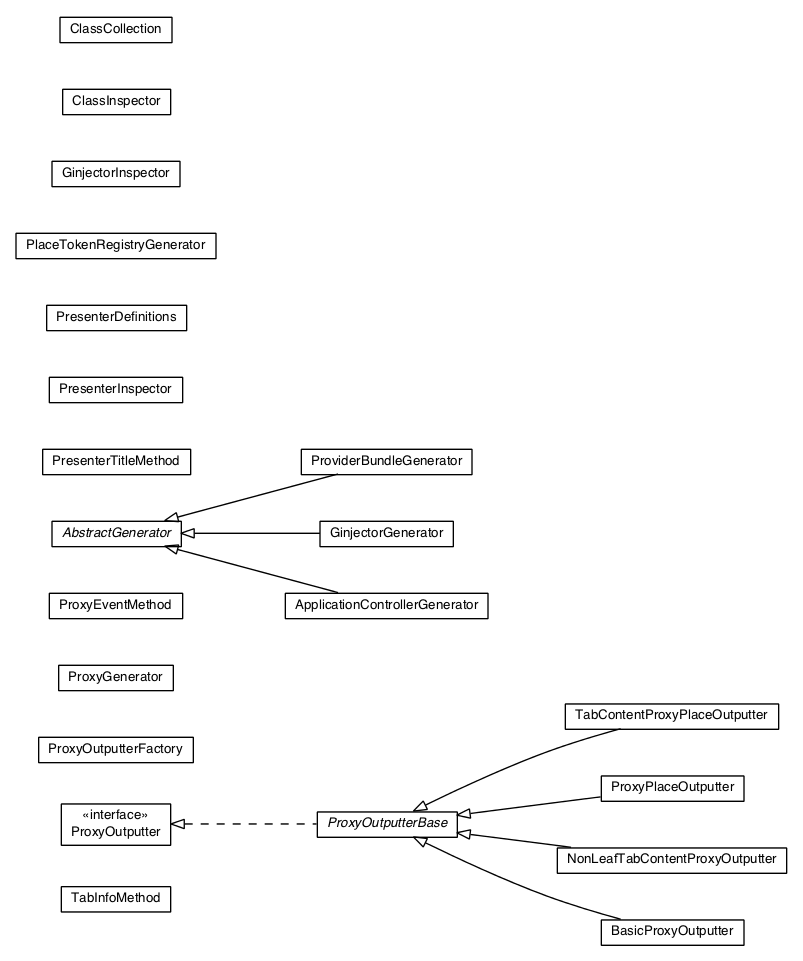 ClassCollection
ClassInspector
GinjectorInspector
PlaceTokenRegistryGenerator
PresenterDefinitions
PresenterInspector
PresenterTitleMethod
ProviderBundleGenerator
AbstractGenerator
GinjectorGenerator
ProxyEventMethod
ApplicationControllerGenerator
ProxyGenerator
TabContentProxyPlaceOutputter
ProxyOutputterFactory
ProxyPlaceOutputter
«interface»
ProxyOutputter
ProxyOutputterBase
NonLeafTabContentProxyOutputter
TabInfoMethod
BasicProxyOutputter